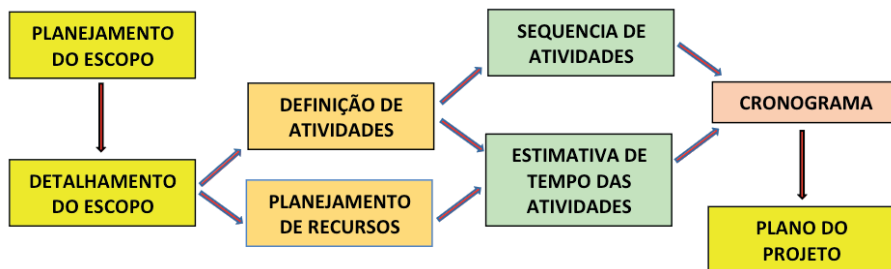 PLANEJAMENTO
DO ESCOPO
DETALHAMENTO
DO ESCOPO
DEFINIÇÃO DE
ATIVIDADES
PLANEJAMENTO
DE RECURSOS
SEQUENCIA DE
ATIVIDADES
ESTIMATIVA DE
TEMPO DAS
ATIVIDADES
CRONOGRAMA
PLANO DO
PROJETO